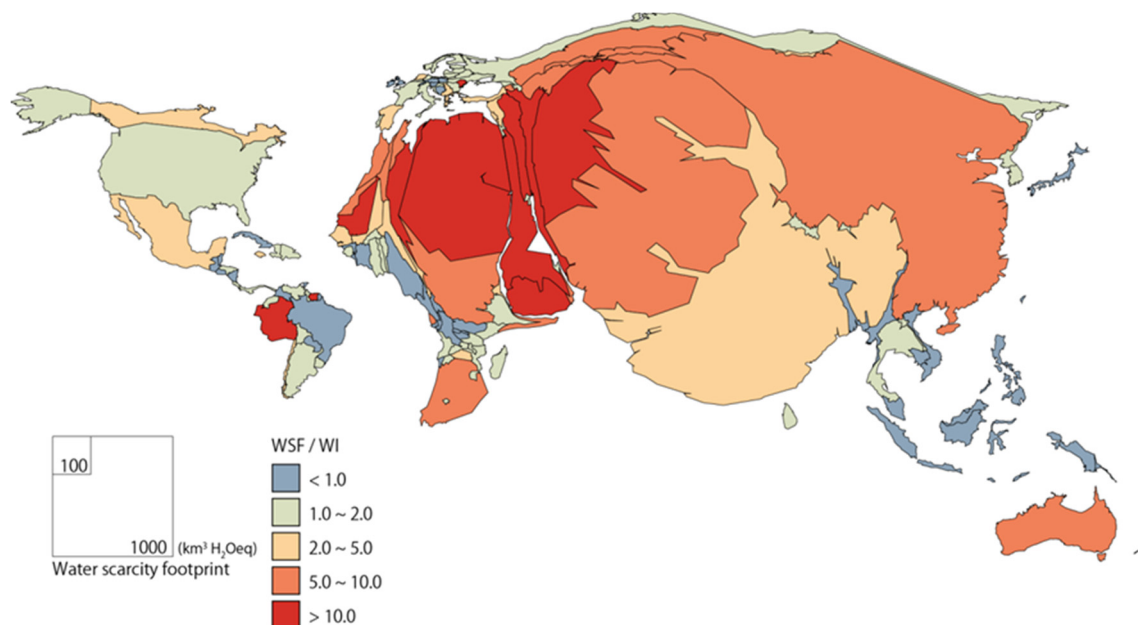 100
1000 (km³ H₂Oeq)
Water scarcity footprint
WSF / WI
< 1.0
1.0 ~ 2.0
2.0 ~ 5.0
5.0 ~ 10.0
> 10.0